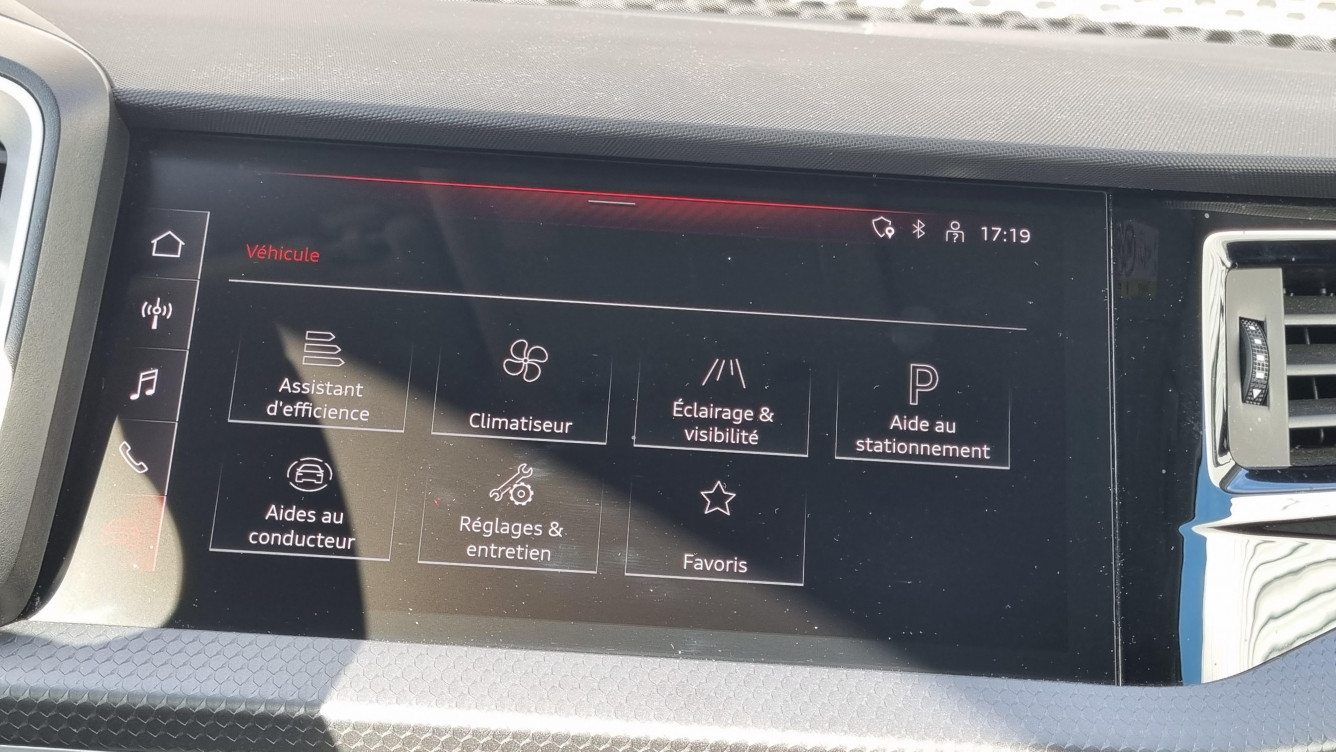 17:19
Véhicule
Assistant
d'efficience
Climatiseur
Éclairage &
visibilité
P
Aide au
stationnement
Aides au
conducteur
Réglages &
entretien
Favoris